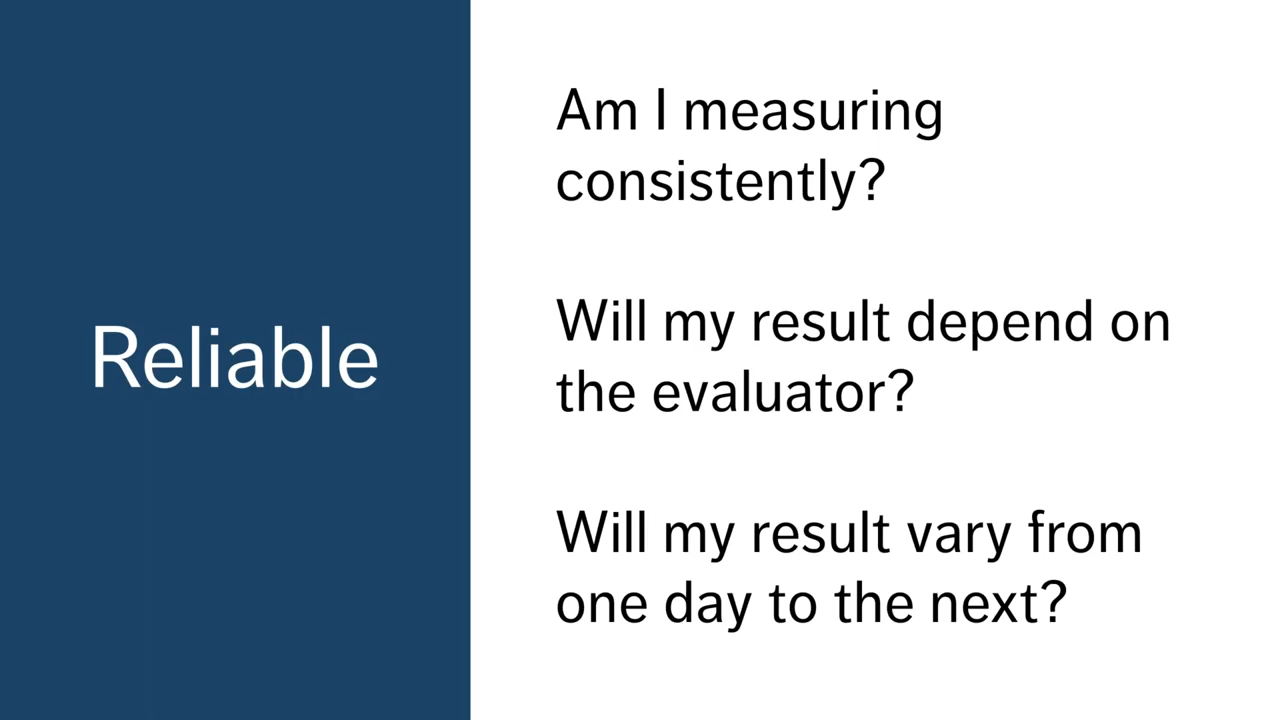 Reliable
Am I measuring
consistently?
Will my result depend on
the evaluator?
Will my result vary from
one day to the next?